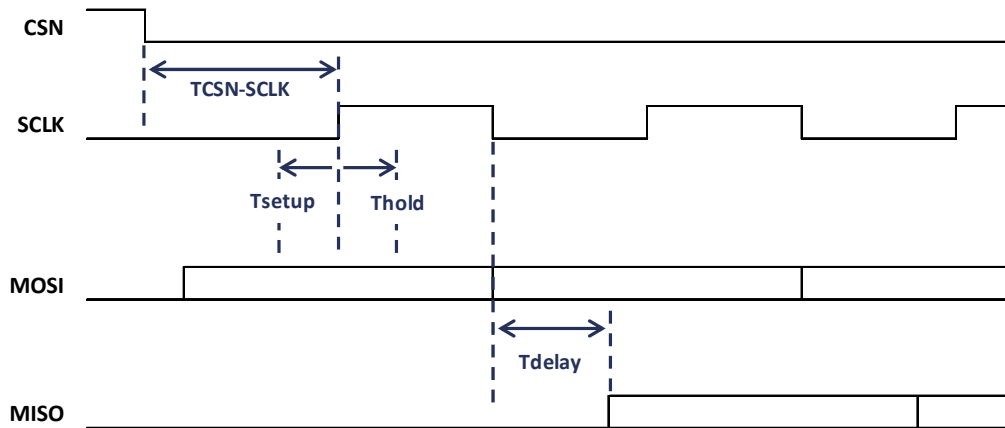 CSN
TCSN-SCLK
SCLK
Tsetup
Thold
MOSI
Tdelay
MISO